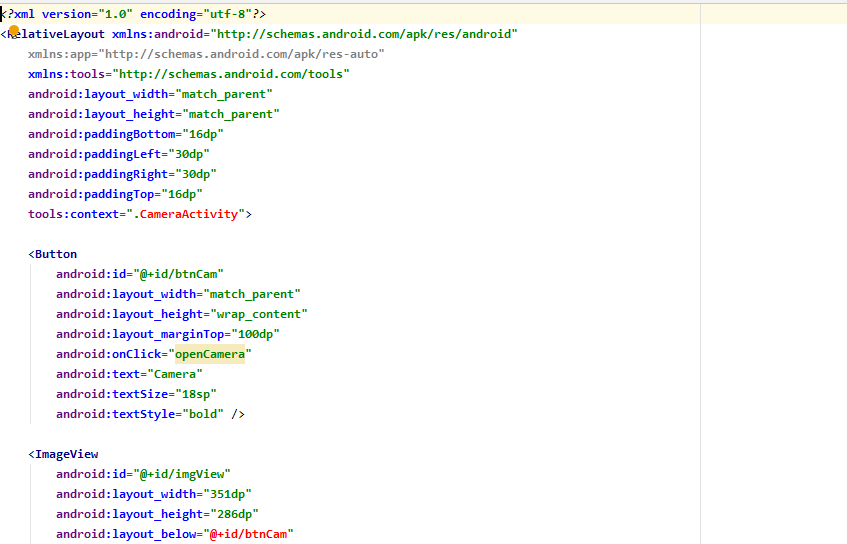 <?xml version="1.0" encoding="utf-8"?>
<RelativeLayout xmlns:android="http://schemas.android.com/apk/res/android"
xmlns:app="http://schemas.android.com/apk/res-auto"
xmlns:tools="http://schemas.android.com/tools"
android:layout_width="match_parent"
android:layout_height="match_parent"
android:paddingBottom="16dp"
android:paddingLeft="30dp"
android:paddingRight="30dp"
android:paddingTop="16dp"
tools:context=".CameraActivity">
<Button
android:id="@+id/btnCam"
android:layout_width="match_parent"
android:layout_height="wrap_content"
android:layout_marginTop="100dp"
android:onClick="openCamera"
android:text="Camera"
android:textSize="18sp"
android:textStyle="bold" />
<ImageView
android:id="@+id/imgView"
android:layout_width="351dp"
android:layout_height="286dp"
android:layout_below="@+id/btnCam"